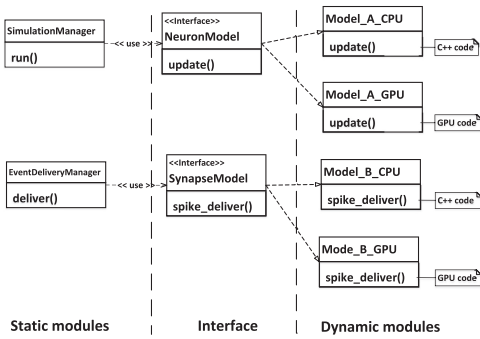 SimulationManager
run()
<< use >>
<<Interface>>
NeuronModel
update()
Model_A_CPU
update()
C++ code
Model_A_GPU
update()
GPU code
EventDeliveryManager
deliver()
<< use >>
<<Interface>>
SynapseModel
spike_deliver()
Model_B_CPU
spike_deliver()
C++ code
Mode_B_GPU
spike_deliver()
GPU code
Static modules
Interface
Dynamic modules